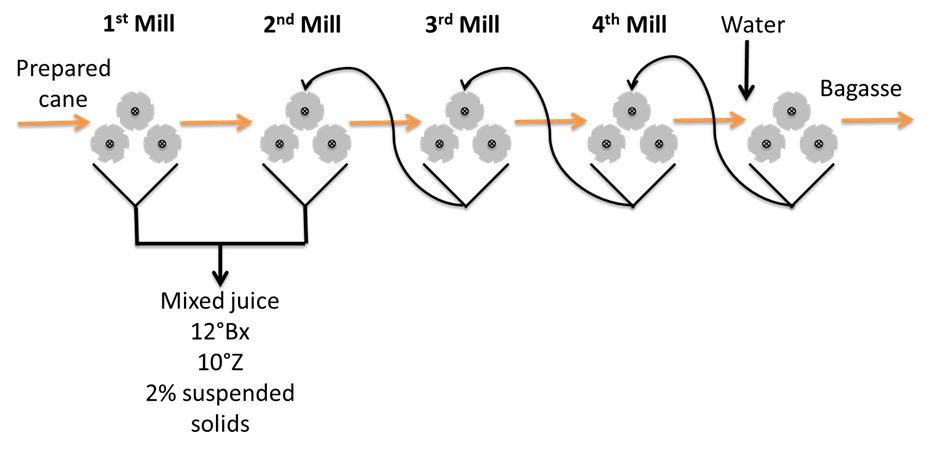 1st Mill
2nd Mill
3rd Mill
4th Mill
Water
Prepared
cane
Bagasse
Mixed juice
12°Bx
10°Z
2% suspended
solids